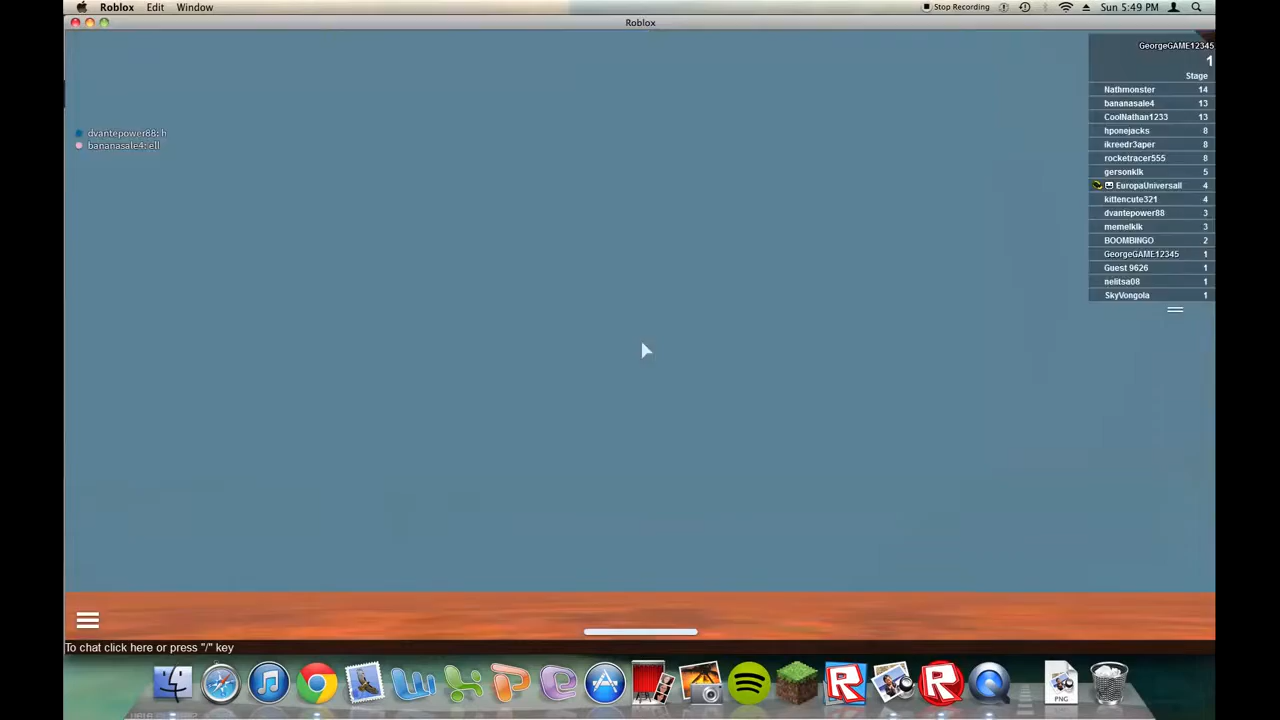 Roblox Edit Window Stop Recording Sun 5:49 PM
Roblox
GeorgeGAME12345
1
Stage
Nathmonster 14
bananasale4 13
CoolNathan1233 13
hponejacks 8
ikreedr3aper 8
rocketracer555 8
gersonklk 5
EuropaUniversall 4
kittencute321 4
dvantepower88 3
memelklk 3
BOOMBINGO 2
GeorgeGAME12345 1
Guest 9626 1
nelitsa08 1
SkyVongola 1
dvantepower88: h
bananasale4: ell
To chat click here or press "/" key
PNG